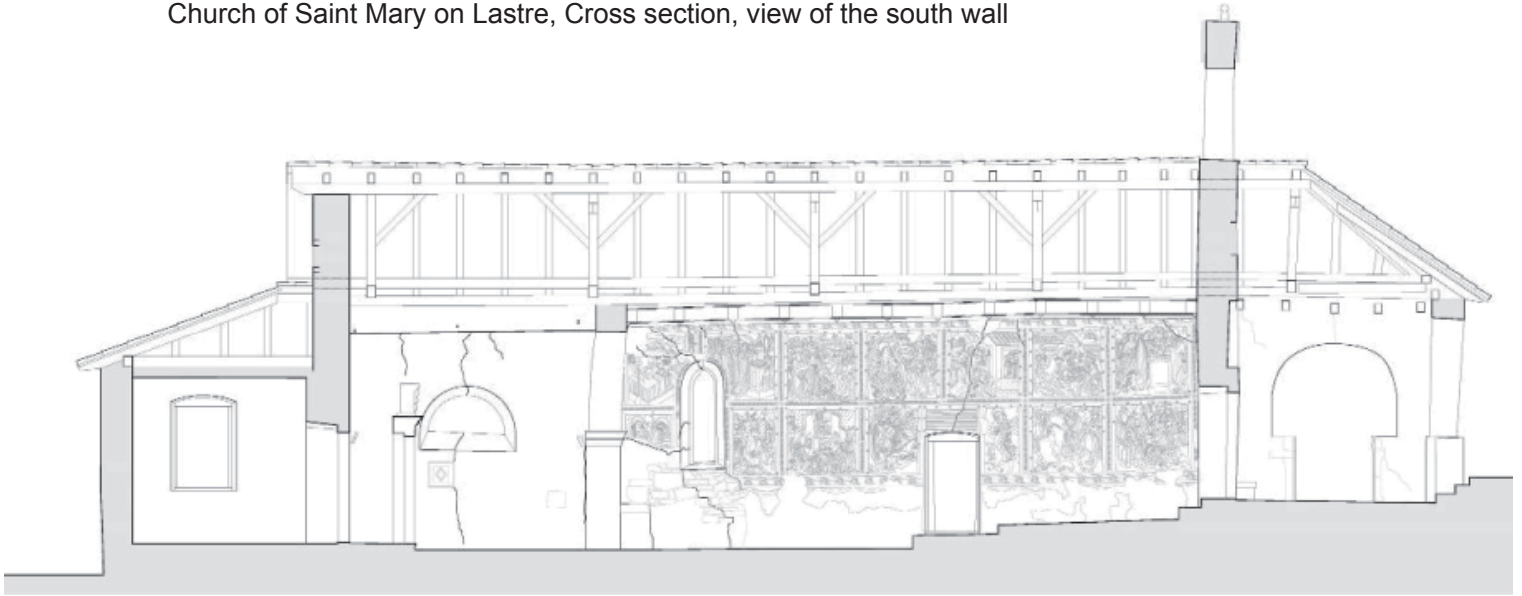 Church of Saint Mary on Lastre, Cross section, view of the south wall